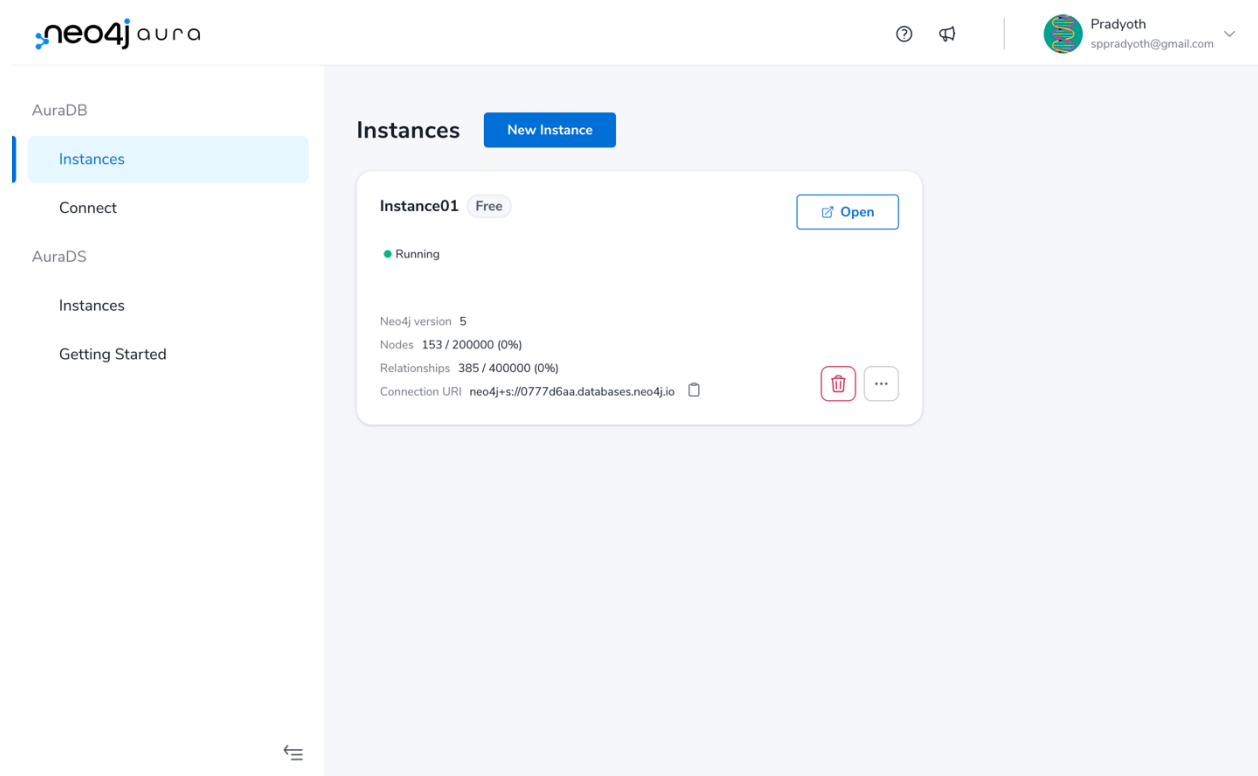 neo4j aura
Pradyoth
sppradyoth@gmail.com
AuraDB
Instances
Connect
AuraDS
Instances
Getting Started
Instances
New Instance
Instance01 Free
Open
Running
Neo4j version 5
Nodes 153 / 200000 (0%)
Relationships 385 / 400000 (0%)
Connection URI neo4j+s://0777d6aa.databases.neo4j.io